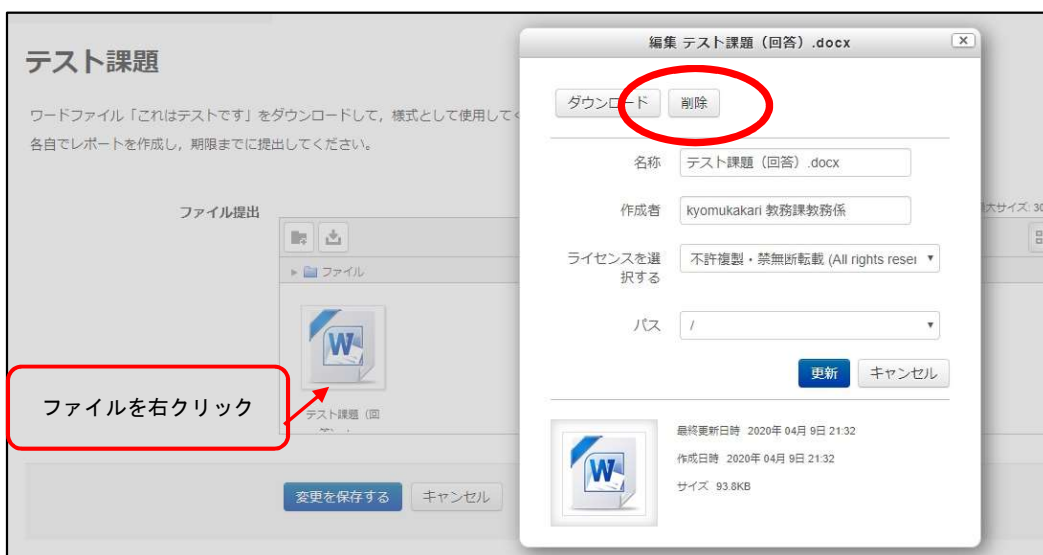 編集 テスト課題（回答）.docx
テスト課題
ダウンロード
削除
ワードファイル「これはテストです」をダウンロードして，様式として使用して
各自でレポートを作成し，期限までに提出してください。
名称
テスト課題（回答）.docx
作成者
kyomukakari 教務課教務係
ファイル提出
大サイズ: 30
ライセンスを選
択する
不許複製・禁無断転載 (All rights reser
ファイル
パス
/
更新
キャンセル
ファイルを右クリック
テスト課題（回
最終更新日時 2020年 04月 9日 21:32
作成日時 2020年 04月 9日 21:32
サイズ 93.8KB
変更を保存する
キャンセル